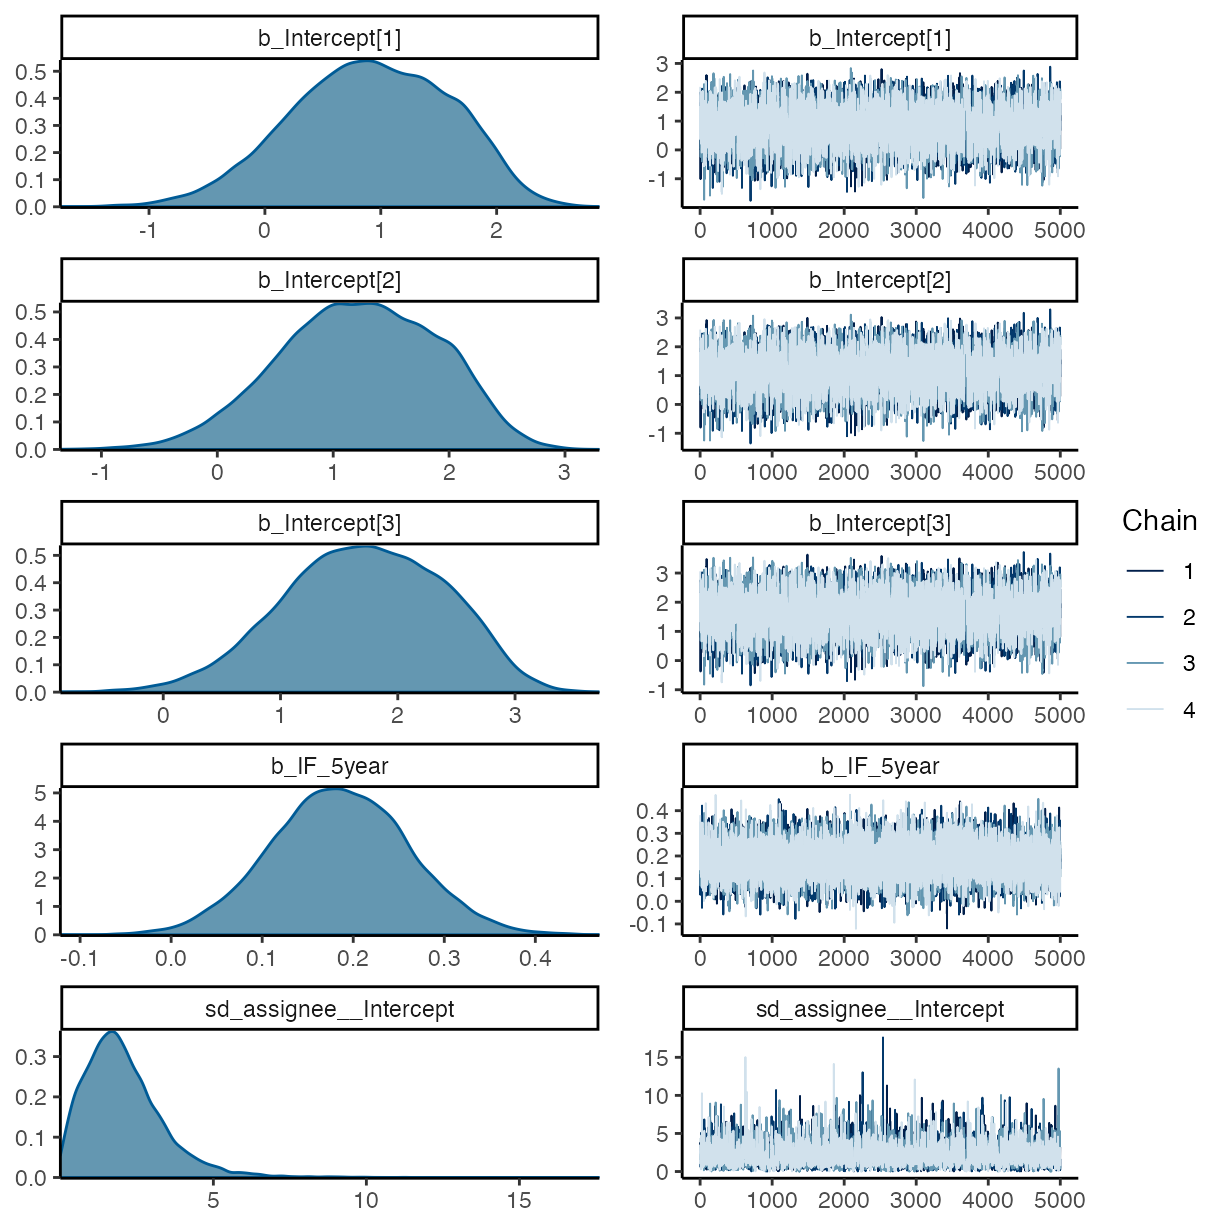 b_Intercept[1] b_Intercept[1]
0.5 0.4 0.3 0.2 0.1 0.0
-1 0 1 2
3 2 1 0 -1
0 1000 2000 3000 4000 5000
b_Intercept[2] b_Intercept[2]
0.5 0.4 0.3 0.2 0.1 0.0
-1 0 1 2 3
3 2 1 0 -1
0 1000 2000 3000 4000 5000
b_Intercept[3] b_Intercept[3]
0.5 0.4 0.3 0.2 0.1 0.0
0 1 2 3
3 2 1 0 -1
0 1000 2000 3000 4000 5000
b_IF_5year b_IF_5year
5 4 3 2 1 0
-0.1 0.0 0.1 0.2 0.3 0.4
0.4 0.3 0.2 0.1 0.0 -0.1
0 1000 2000 3000 4000 5000
sd_assignee__Intercept sd_assignee__Intercept
0.3 0.2 0.1 0.0
5 10 15
15 10 5 0
0 1000 2000 3000 4000 5000
Chain
1
2
3
4